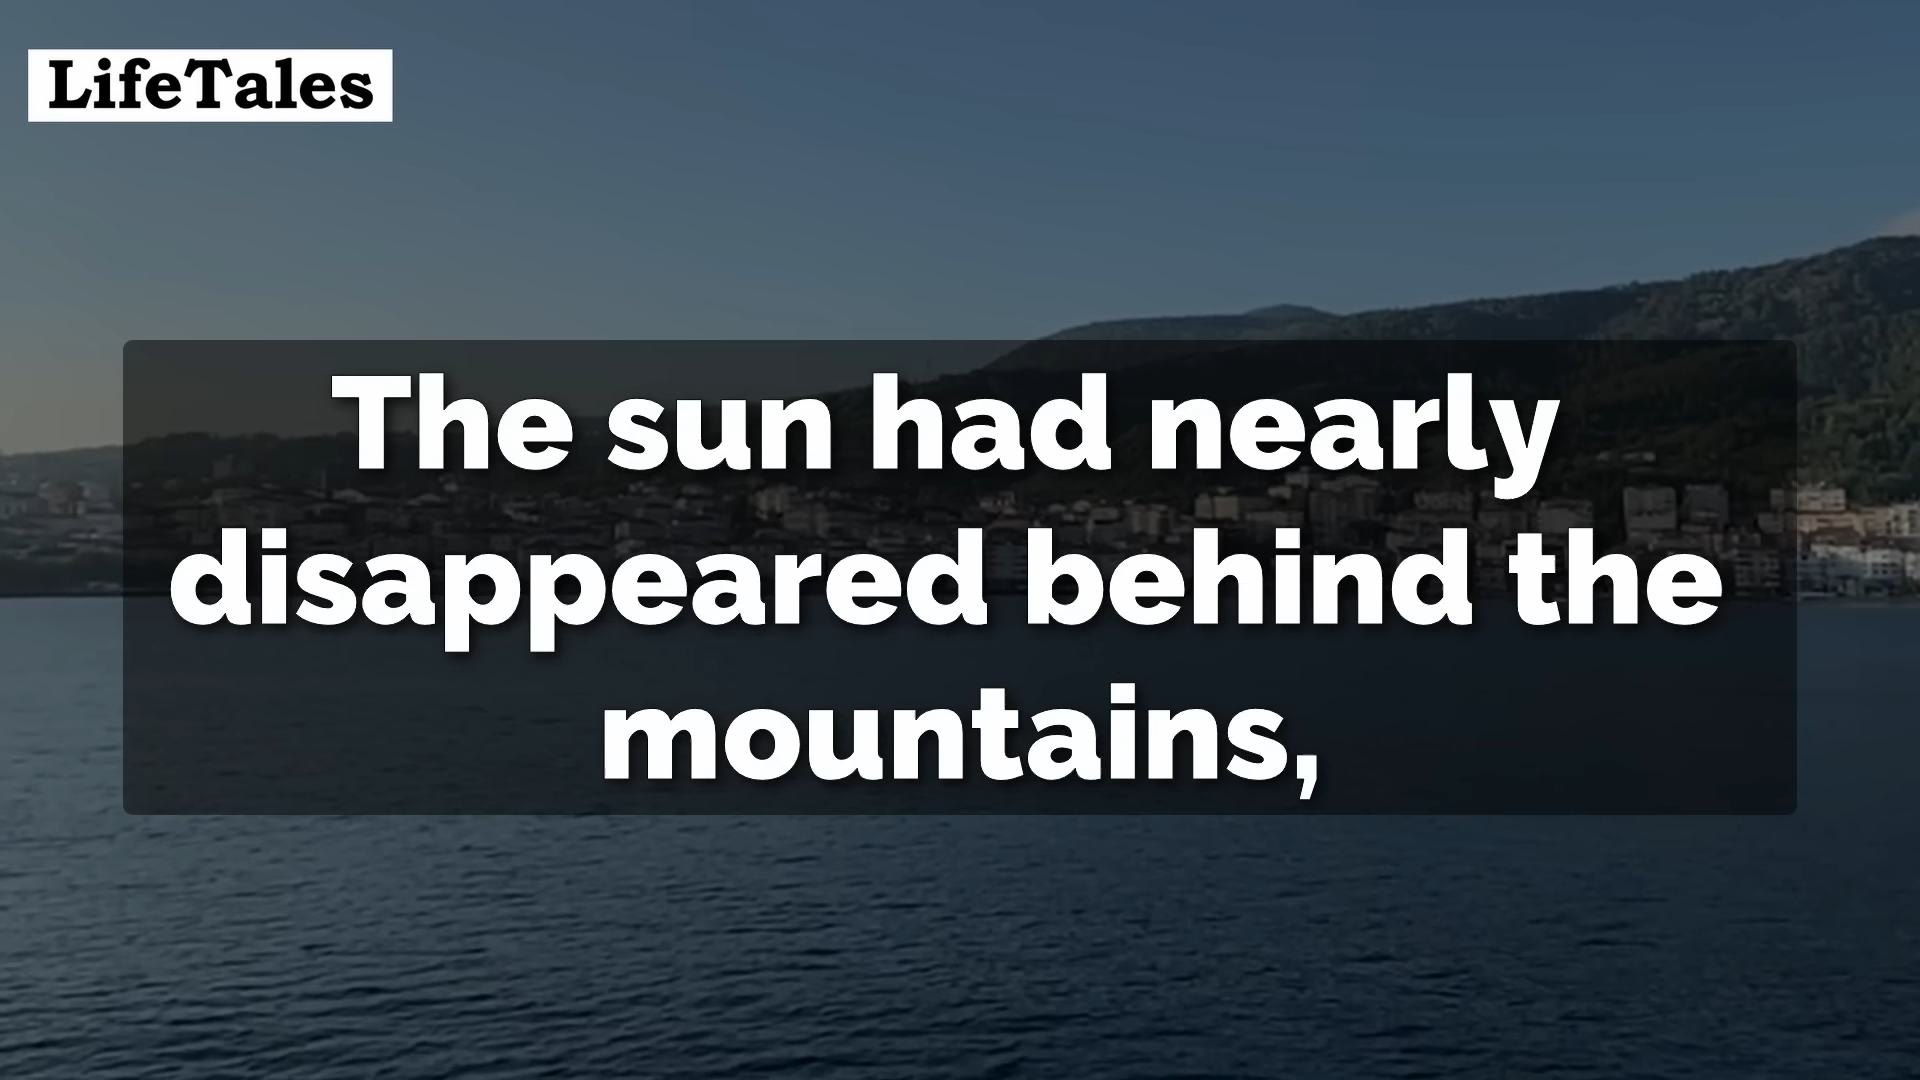 LifeTales
The sun had nearly
disappeared behind the
mountains,